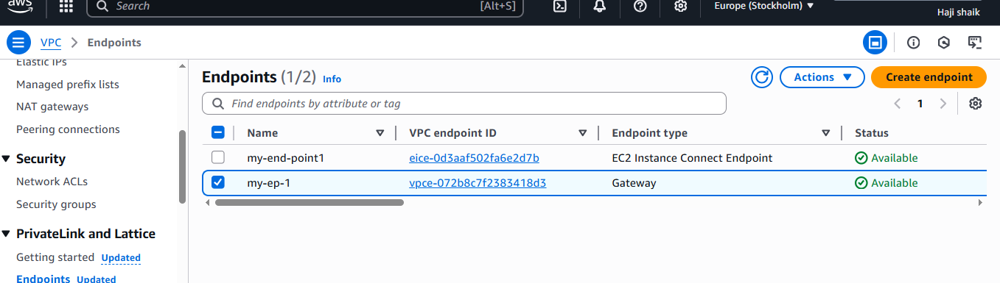 aws Search [Alt+S] Europe (Stockholm)
Haji shaik
VPC Endpoints
Elastic IPs
Managed prefix lists
NAT gateways
Peering connections
Security
Network ACLs
Security groups
PrivateLink and Lattice
Getting started Updated
Endpoints Updated
Endpoints (1/2) Info
Actions
Create endpoint
Find endpoints by attribute or tag
1
Name VPC endpoint ID Endpoint type Status
my-end-point1 eice-0d3aaf502fa6e2d7b EC2 Instance Connect Endpoint Available
my-ep-1 vpce-072b8c7f2383418d3 Gateway Available